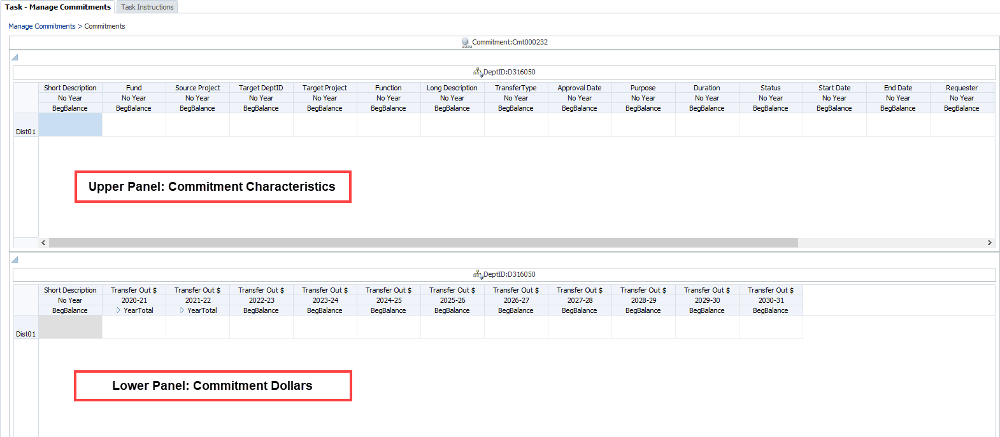 Task - Manage Commitments Task Instructions
Manage Commitments > Commitments
Commitment:Cmt000232
DeptID:D316050
Short Description Fund Source Project Target DeptID Target Project Function Long Description TransferType Approval Date Purpose Duration Status Start Date End Date Requester
No Year No Year No Year No Year No Year No Year No Year No Year No Year No Year No Year No Year No Year No Year No Year
BegBalance BegBalance BegBalance BegBalance BegBalance BegBalance BegBalance BegBalance BegBalance BegBalance BegBalance BegBalance BegBalance BegBalance BegBalance
Dist01
Upper Panel: Commitment Characteristics
DeptID:D316050
Short Description Transfer Out $ Transfer Out $ Transfer Out $ Transfer Out $ Transfer Out $ Transfer Out $ Transfer Out $ Transfer Out $ Transfer Out $ Transfer Out $ Transfer Out $
No Year 2020-21 2021-22 2022-23 2023-24 2024-25 2025-26 2026-27 2027-28 2028-29 2029-30 2030-31
BegBalance YearTotal YearTotal BegBalance BegBalance BegBalance BegBalance BegBalance BegBalance BegBalance BegBalance BegBalance
Dist01
Lower Panel: Commitment Dollars